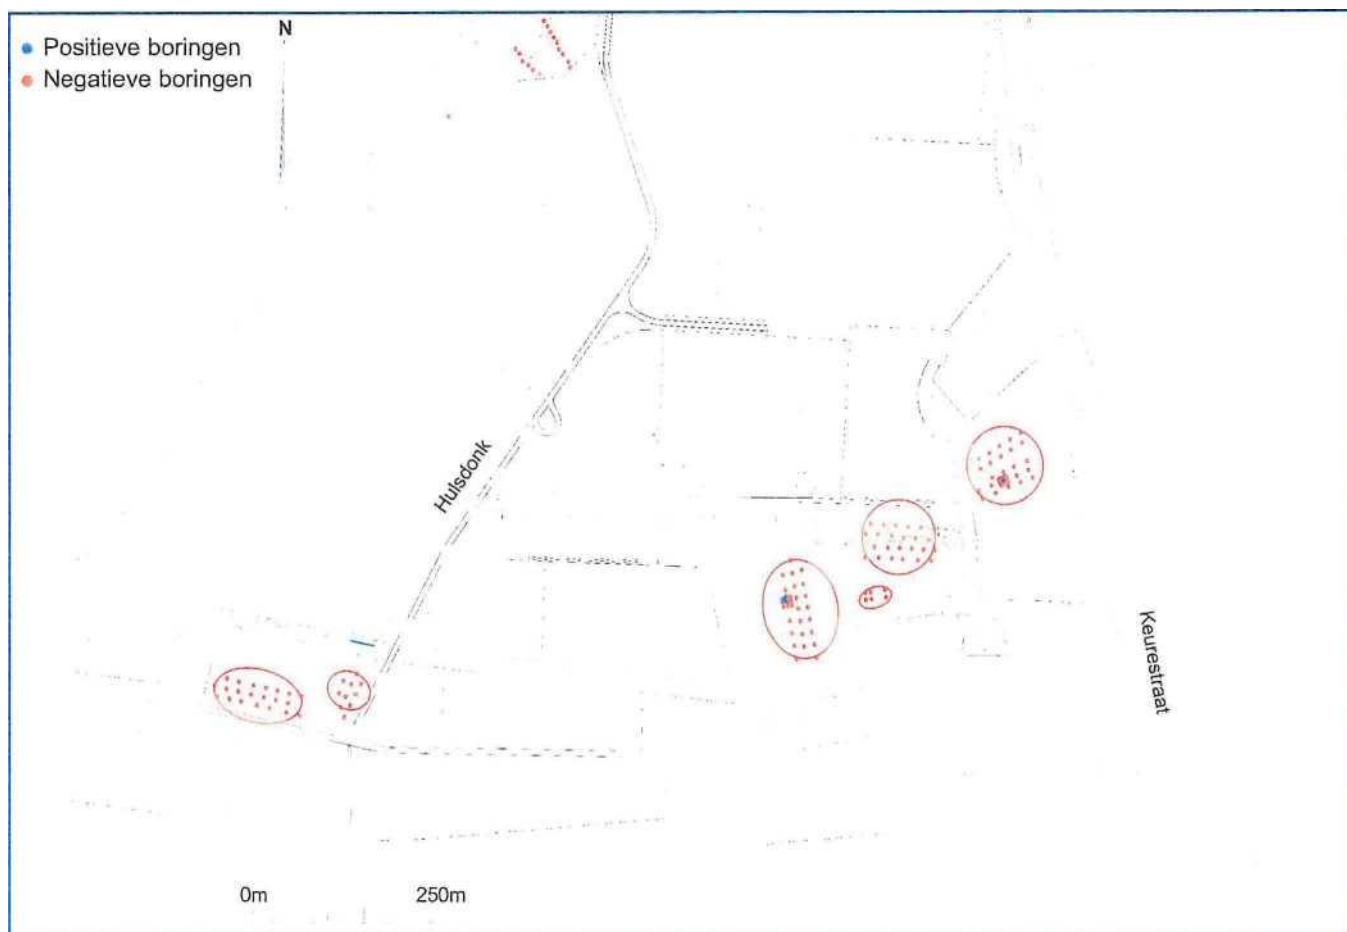 N
Positieve boringen
Negatieve boringen
Hulsdonk
Keurestraat
0m 250m